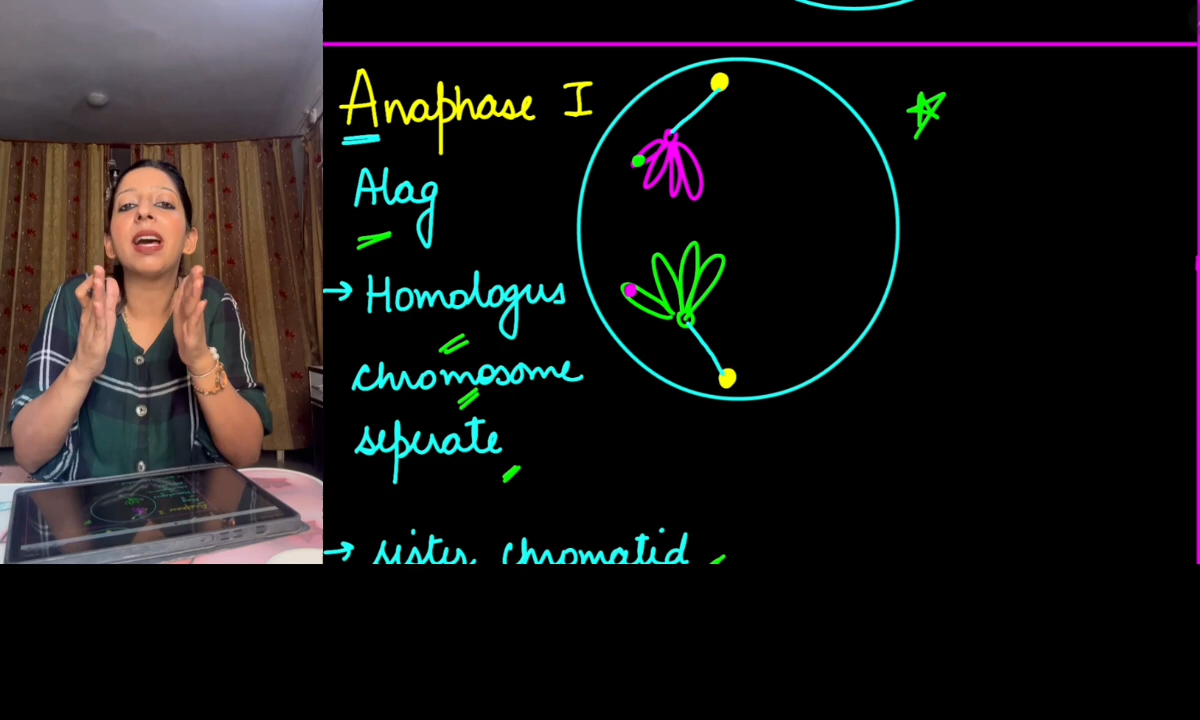 Anaphase I
Alag
→ Homologus
chromosome
seperate
→ sister chromatid